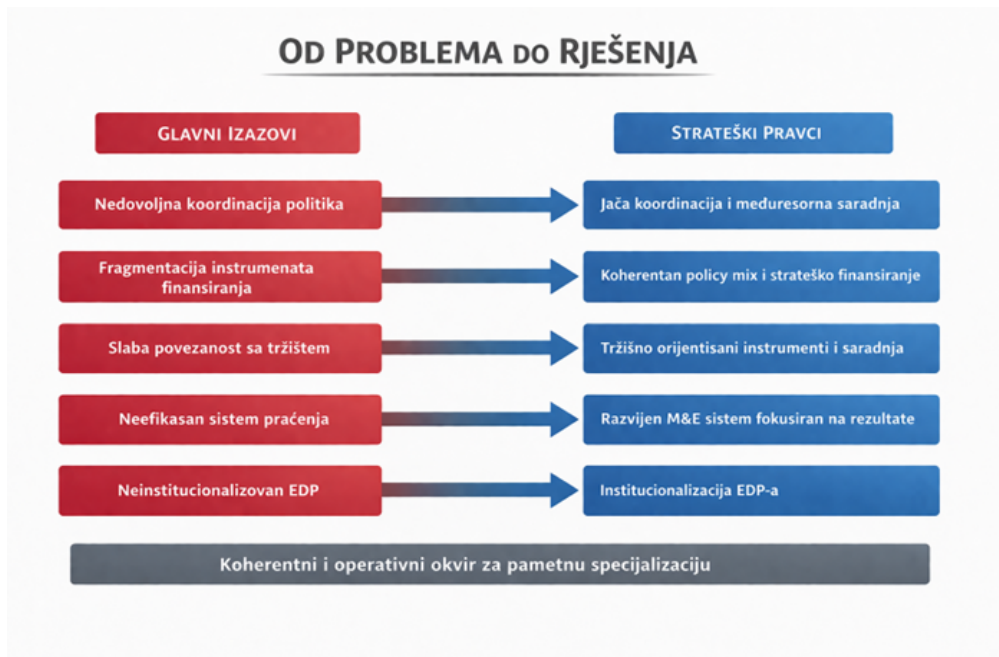 OD PROBLEMA DO RJEŠENJA
GLAVNI IZAZOVI
STRATEŠKI PRAVCI
Nedovoljna koordinacija politika
Jača koordinacija i međuresorna saradnja
Fragmentacija instrumenata
finansiranja
Koherentan policy mix i strateško finansiranje
Slaba povezanost sa tržištem
Tržišno orijentisani instrumenti i saradnja
Neefikasan sistem praćenja
Razvijen M&E sistem fokusiran na rezultate
Neinstitucionalizovan EDP
Institucionalizacija EDP-a
Koherentni i operativni okvir za pametnu specijalizaciju